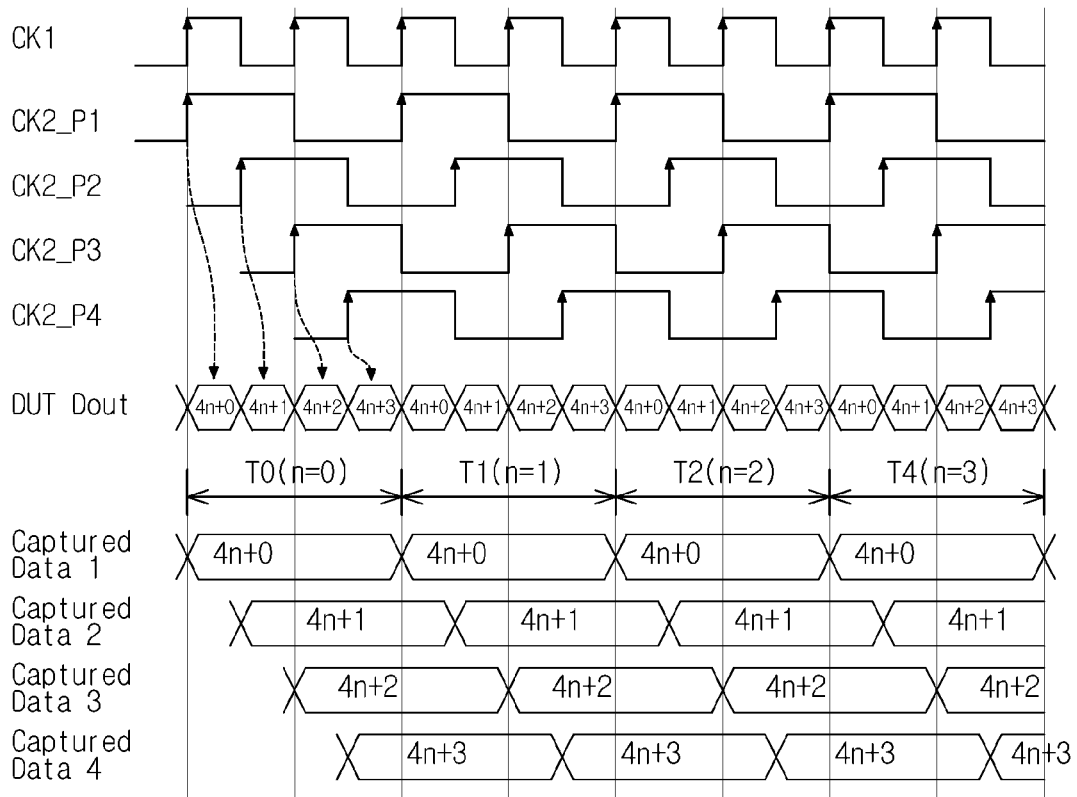 CK1
CK2_P1
CK2_P2
CK2_P3
CK2_P4
DUT Dout
4n+0 4n+1 4n+2 4n+3 4n+0 4n+1 4n+2 4n+3 4n+0 4n+1 4n+2 4n+3 4n+0 4n+1 4n+2 4n+3
T0(n=0) T1(n=1) T2(n=2) T4(n=3)
Captured
Data 1
4n+0 4n+0 4n+0 4n+0
Captured
Data 2
4n+1 4n+1 4n+1 4n+1
Captured
Data 3
4n+2 4n+2 4n+2 4n+2
Captured
Data 4
4n+3 4n+3 4n+3 4n+3